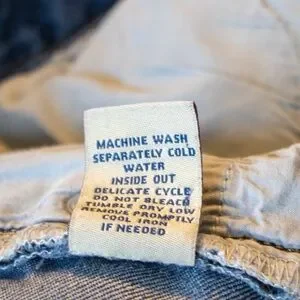 MACHINE WASH
SEPARATELY COLD
WATER
INSIDE OUT
DELICATE CYCLE
DO NOT BLEACH
TUMBLE DRY LOW
REMOVE PROMPTLY
COOL IRON
IF NEEDED